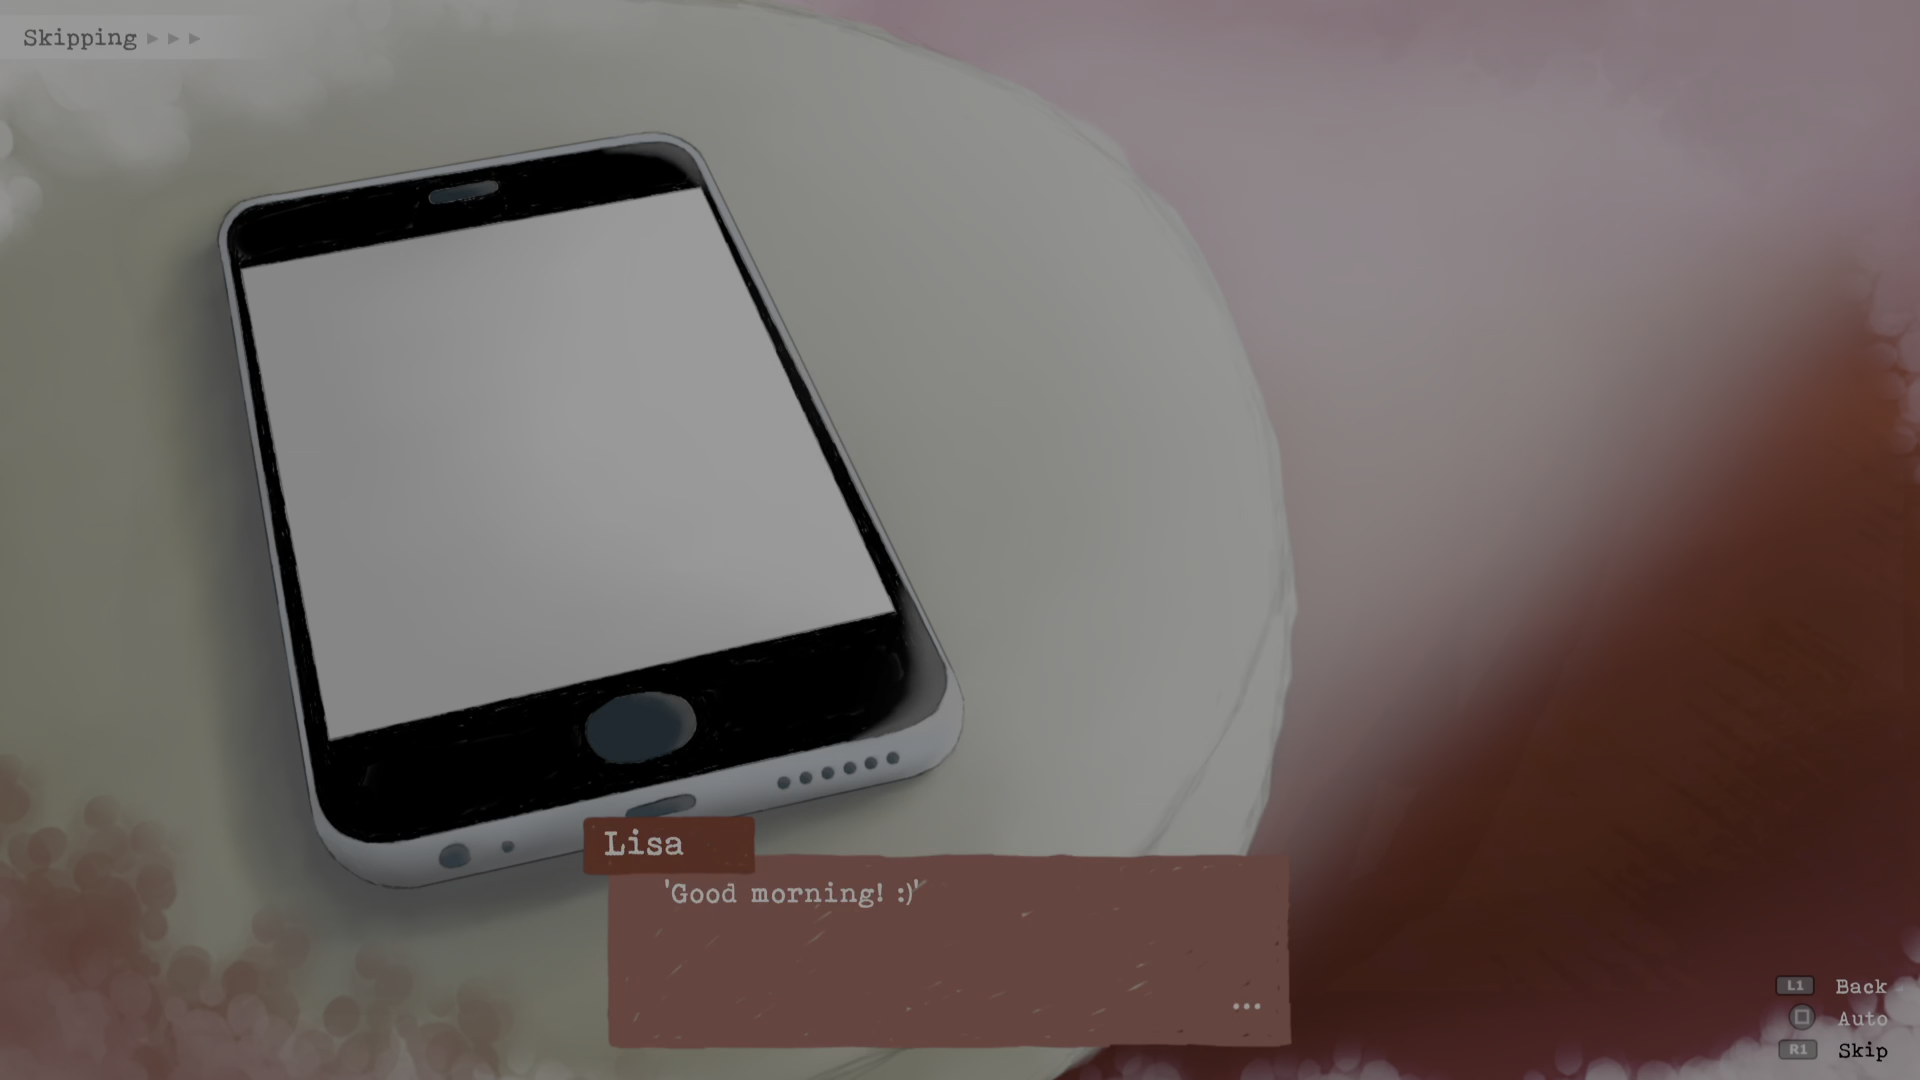 Skipping
Lisa
'Good morning! :)'
...
L1 Back
Auto
R1 Skip